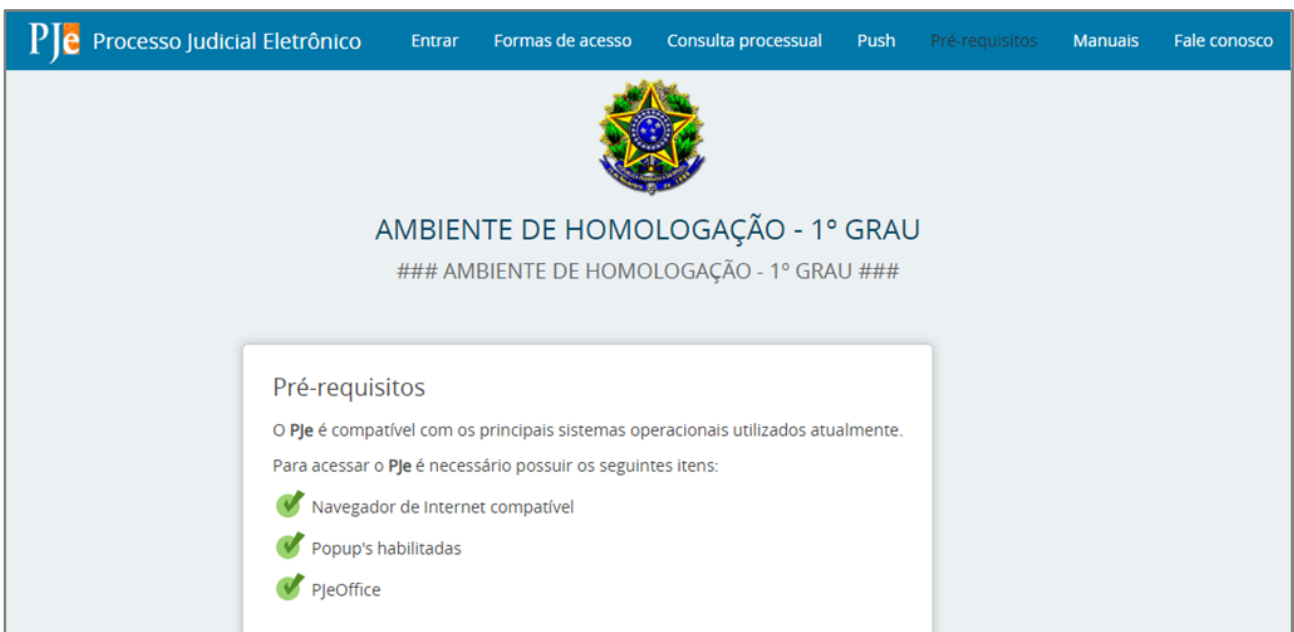 PJe Processo Judicial Eletrônico Entrar Formas de acesso Consulta processual Push Pré-requisitos Manuais Fale conosco
AMBIENTE DE HOMOLOGAÇÃO - 1º GRAU
### AMBIENTE DE HOMOLOGAÇÃO - 1º GRAU ###
Pré-requisitos
O PJe é compatível com os principais sistemas operacionais utilizados atualmente.
Para acessar o PJe é necessário possuir os seguintes itens:
Navegador de Internet compatível
Popup's habilitadas
PJeOffice